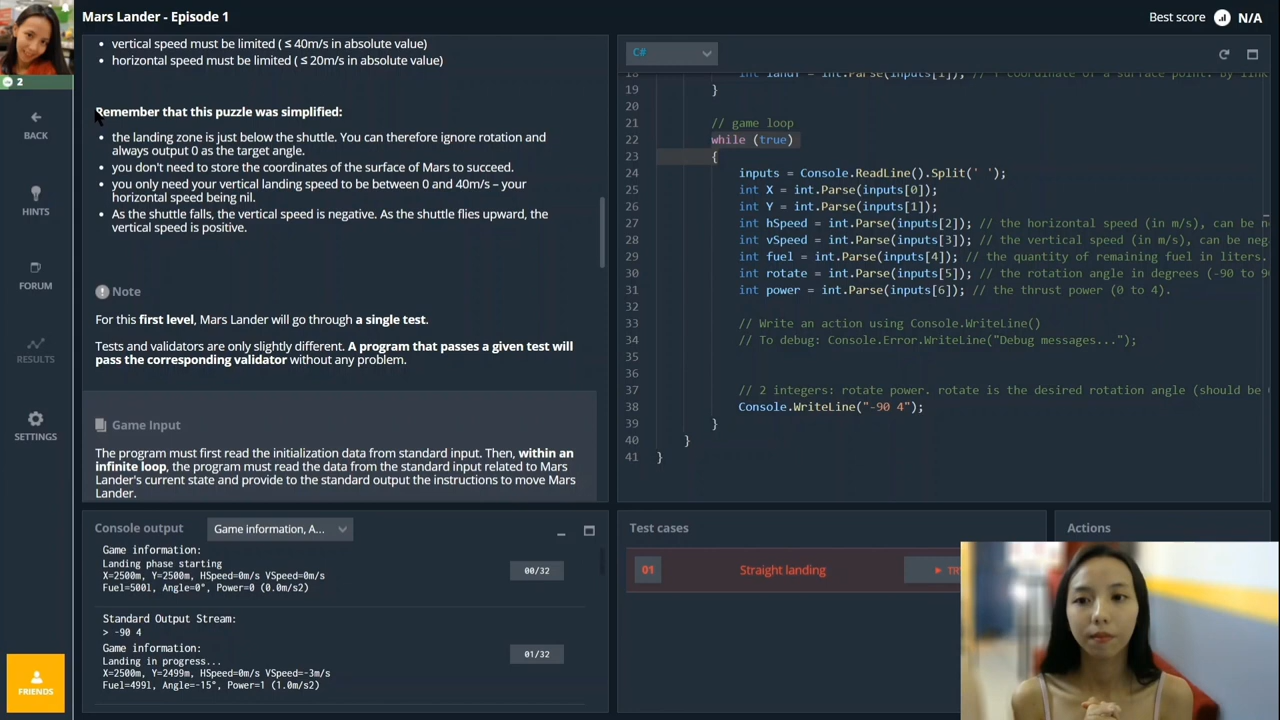 Mars Lander - Episode 1
Best score N/A
2
BACK
HINTS
FORUM
RESULTS
SETTINGS
FRIENDS
vertical speed must be limited ( ≤ 40m/s in absolute value)
horizontal speed must be limited ( ≤ 20m/s in absolute value)
Remember that this puzzle was simplified:
the landing zone is just below the shuttle. You can therefore ignore rotation and
always output 0 as the target angle.
you don't need to store the coordinates of the surface of Mars to succeed.
you only need your vertical landing speed to be between 0 and 40m/s – your
horizontal speed being nil.
As the shuttle falls, the vertical speed is negative. As the shuttle flies upward, the
vertical speed is positive.
Note
For this first level, Mars Lander will go through a single test.
Tests and validators are only slightly different. A program that passes a given test will
pass the corresponding validator without any problem.
Game Input
The program must first read the initialization data from standard input. Then, within an
infinite loop, the program must read the data from the standard input related to Mars
Lander's current state and provide to the standard output the instructions to move Mars
Lander.
C#
18 int landY = int.Parse(inputs[1]); // Y coordinate of a surface point. by link
19 }
20
21 // game loop
22 while (true)
23 {
24 inputs = Console.ReadLine().Split(' ');
25 int X = int.Parse(inputs[0]);
26 int Y = int.Parse(inputs[1]);
27 int hSpeed = int.Parse(inputs[2]); // the horizontal speed (in m/s), can be ne
28 int vSpeed = int.Parse(inputs[3]); // the vertical speed (in m/s), can be neg
29 int fuel = int.Parse(inputs[4]); // the quantity of remaining fuel in liters.
30 int rotate = int.Parse(inputs[5]); // the rotation angle in degrees (-90 to 9
31 int power = int.Parse(inputs[6]); // the thrust power (0 to 4).
32
33 // Write an action using Console.WriteLine()
34 // To debug: Console.Error.WriteLine("Debug messages...");
35
36
37 // 2 integers: rotate power. rotate is the desired rotation angle (should be
38 Console.WriteLine("-90 4");
39 }
40 }
41 }
Console output
Game information, A...
Game information:
Landing phase starting
X=2500m, Y=2500m, HSpeed=0m/s VSpeed=0m/s
Fuel=500l, Angle=0°, Power=0 (0.0m/s2)
00/32
Standard Output Stream:
> -90 4
Game information:
Landing in progress...
X=2500m, Y=2499m, HSpeed=0m/s VSpeed=-3m/s
Fuel=499l, Angle=-15°, Power=1 (1.0m/s2)
01/32
Test cases
01 Straight landing
Actions